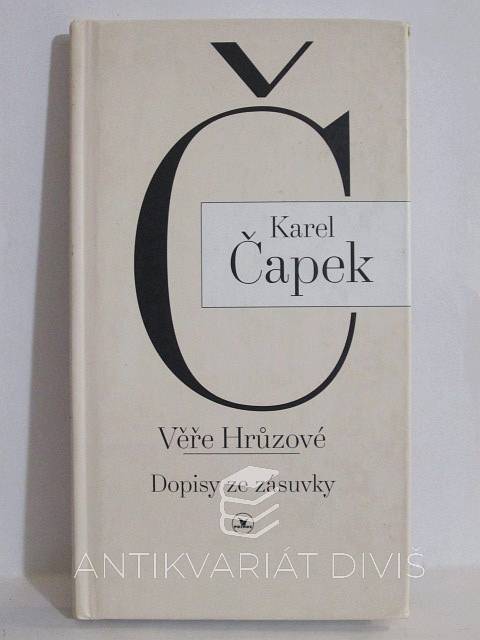 Č
Karel
Čapek
Věře Hrůzové
Dopisy ze zásuvky
ANTIKVARIÁT DIVIŠ